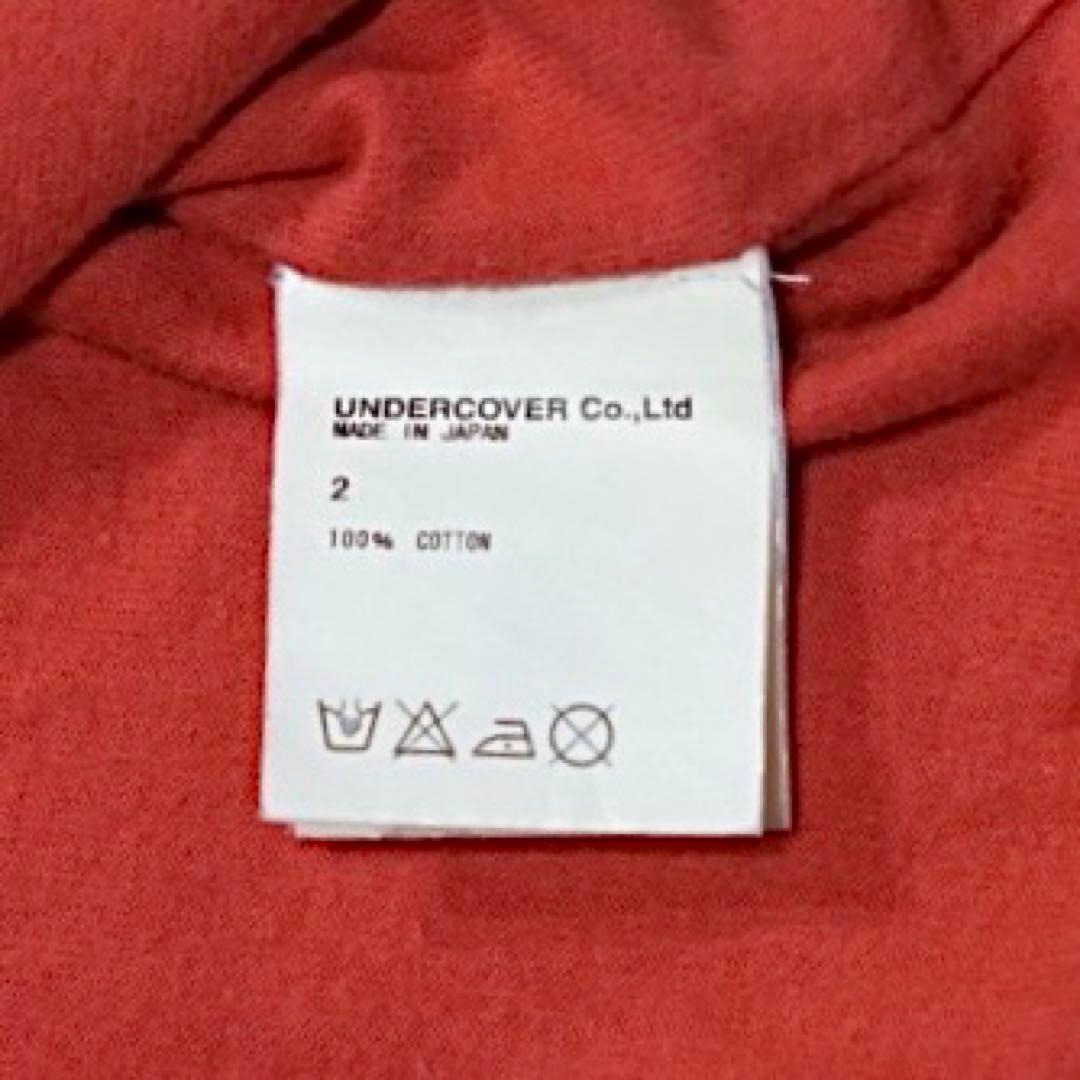 UNDERCOVER Co.,Ltd
MADE IN JAPAN
2
100% COTTON